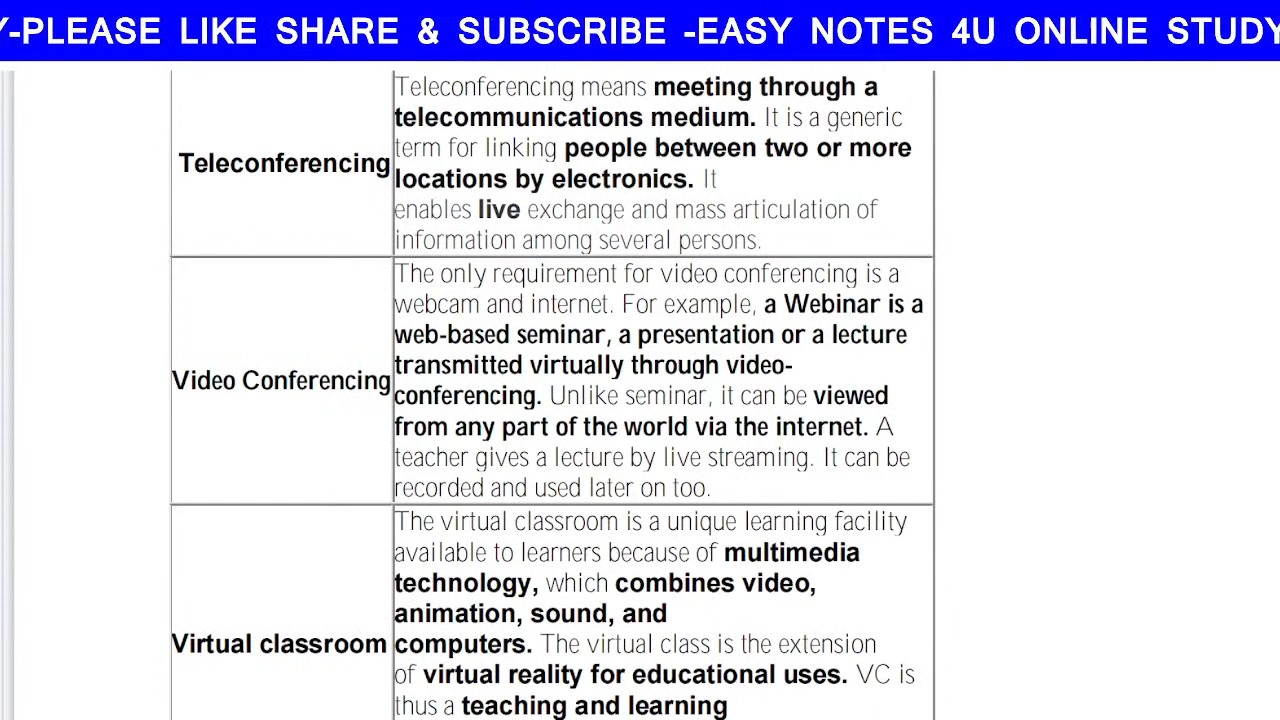 Y-PLEASE LIKE SHARE & SUBSCRIBE -EASY NOTES 4U ONLINE STUDY
Teleconferencing
Teleconferencing means meeting through a
telecommunications medium. It is a generic
term for linking people between two or more
locations by electronics. It
enables live exchange and mass articulation of
information among several persons.
Video Conferencing
The only requirement for video conferencing is a
webcam and internet. For example, a Webinar is a
web-based seminar, a presentation or a lecture
transmitted virtually through video-
conferencing. Unlike seminar, it can be viewed
from any part of the world via the internet. A
teacher gives a lecture by live streaming. It can be
recorded and used later on too.
Virtual classroom
The virtual classroom is a unique learning facility
available to learners because of multimedia
technology, which combines video,
animation, sound, and
computers. The virtual class is the extension
of virtual reality for educational uses. VC is
thus a teaching and learning